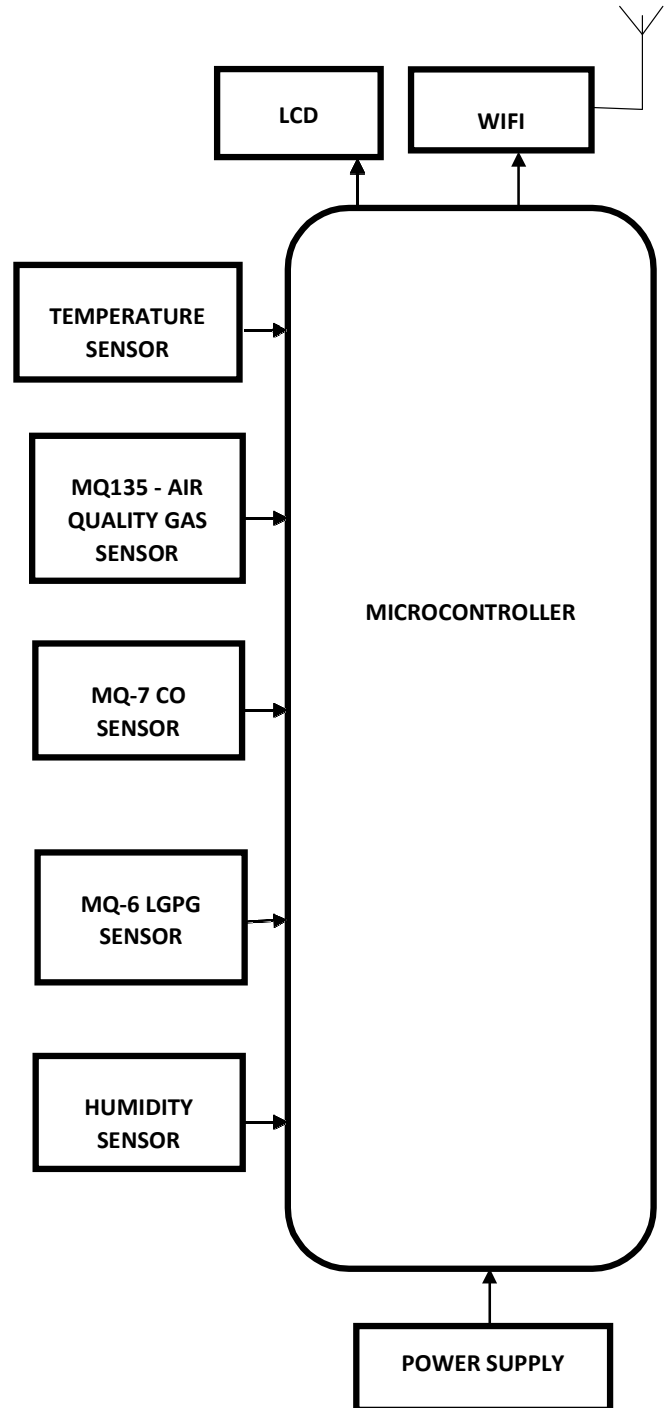 LCD
WIFI
TEMPERATURE
SENSOR
MQ135 - AIR
QUALITY GAS
SENSOR
MICROCONTROLLER
MQ-7 CO
SENSOR
MQ-6 LGPG
SENSOR
HUMIDITY
SENSOR
POWER SUPPLY